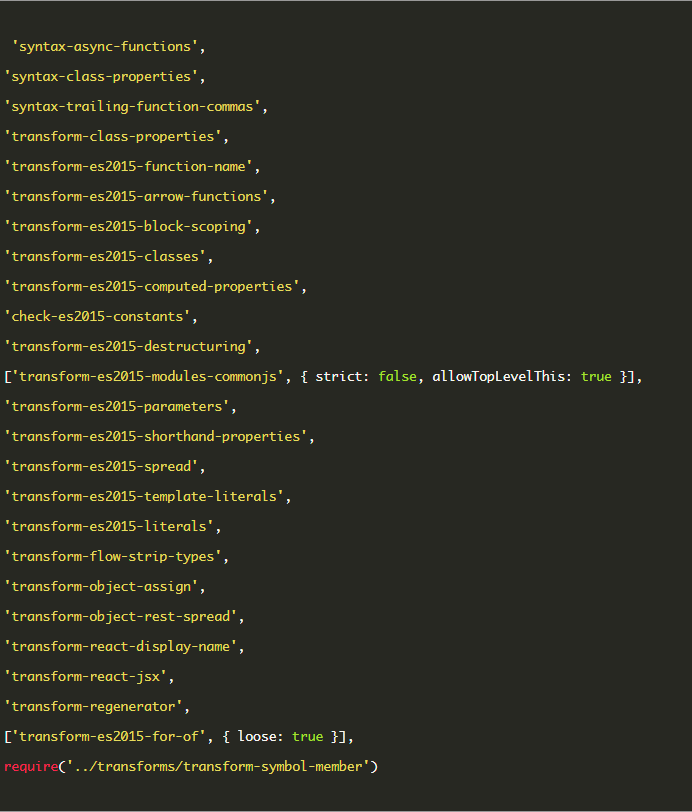 'syntax-async-functions',
'syntax-class-properties',
'syntax-trailing-function-commas',
'transform-class-properties',
'transform-es2015-function-name',
'transform-es2015-arrow-functions',
'transform-es2015-block-scoping',
'transform-es2015-classes',
'transform-es2015-computed-properties',
'check-es2015-constants',
'transform-es2015-destructuring',
['transform-es2015-modules-commonjs', { strict: false, allowTopLevelThis: true }],
'transform-es2015-parameters',
'transform-es2015-shorthand-properties',
'transform-es2015-spread',
'transform-es2015-template-literals',
'transform-es2015-literals',
'transform-flow-strip-types',
'transform-object-assign',
'transform-object-rest-spread',
'transform-react-display-name',
'transform-react-jsx',
'transform-regenerator',
['transform-es2015-for-of', { loose: true }],
require('../transforms/transform-symbol-member')